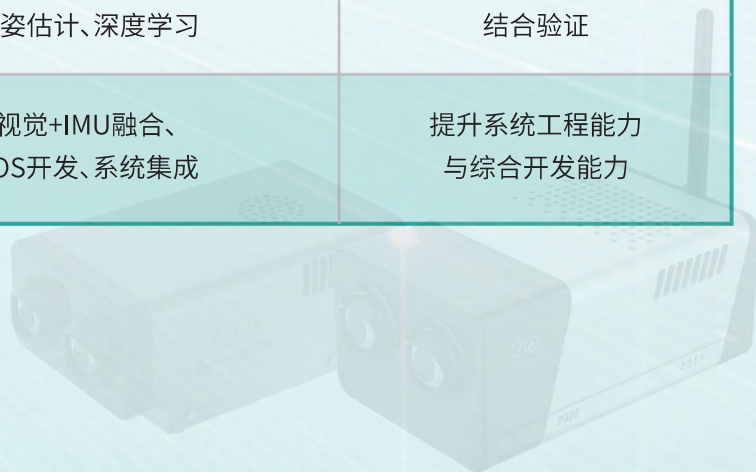 姿估计、深度学习
结合验证
视觉+IMU融合、
OS开发、系统集成
提升系统工程能力
与综合开发能力
P320